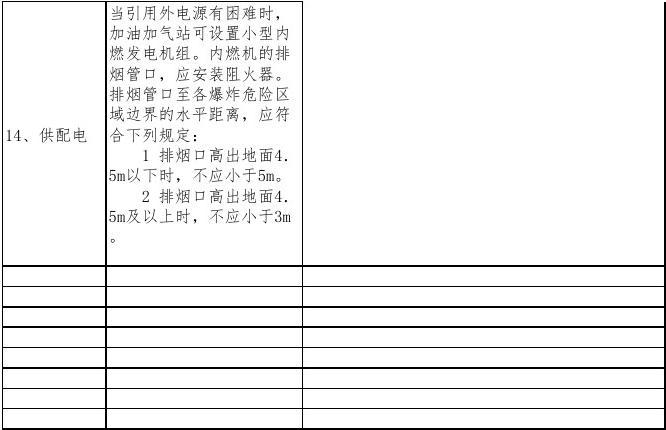 当引用外电源有困难时，
加油加气站可设置小型内
燃发电机组。内燃机的排
烟管口，应安装阻火器。
排烟管口至各爆炸危险区
域边界的水平距离，应符
14、供配电
合下列规定：
1 排烟口高出地面4.
5m以下时，不应小于5m。
2 排烟口高出地面4.
5m及以上时，不应小于3m
。